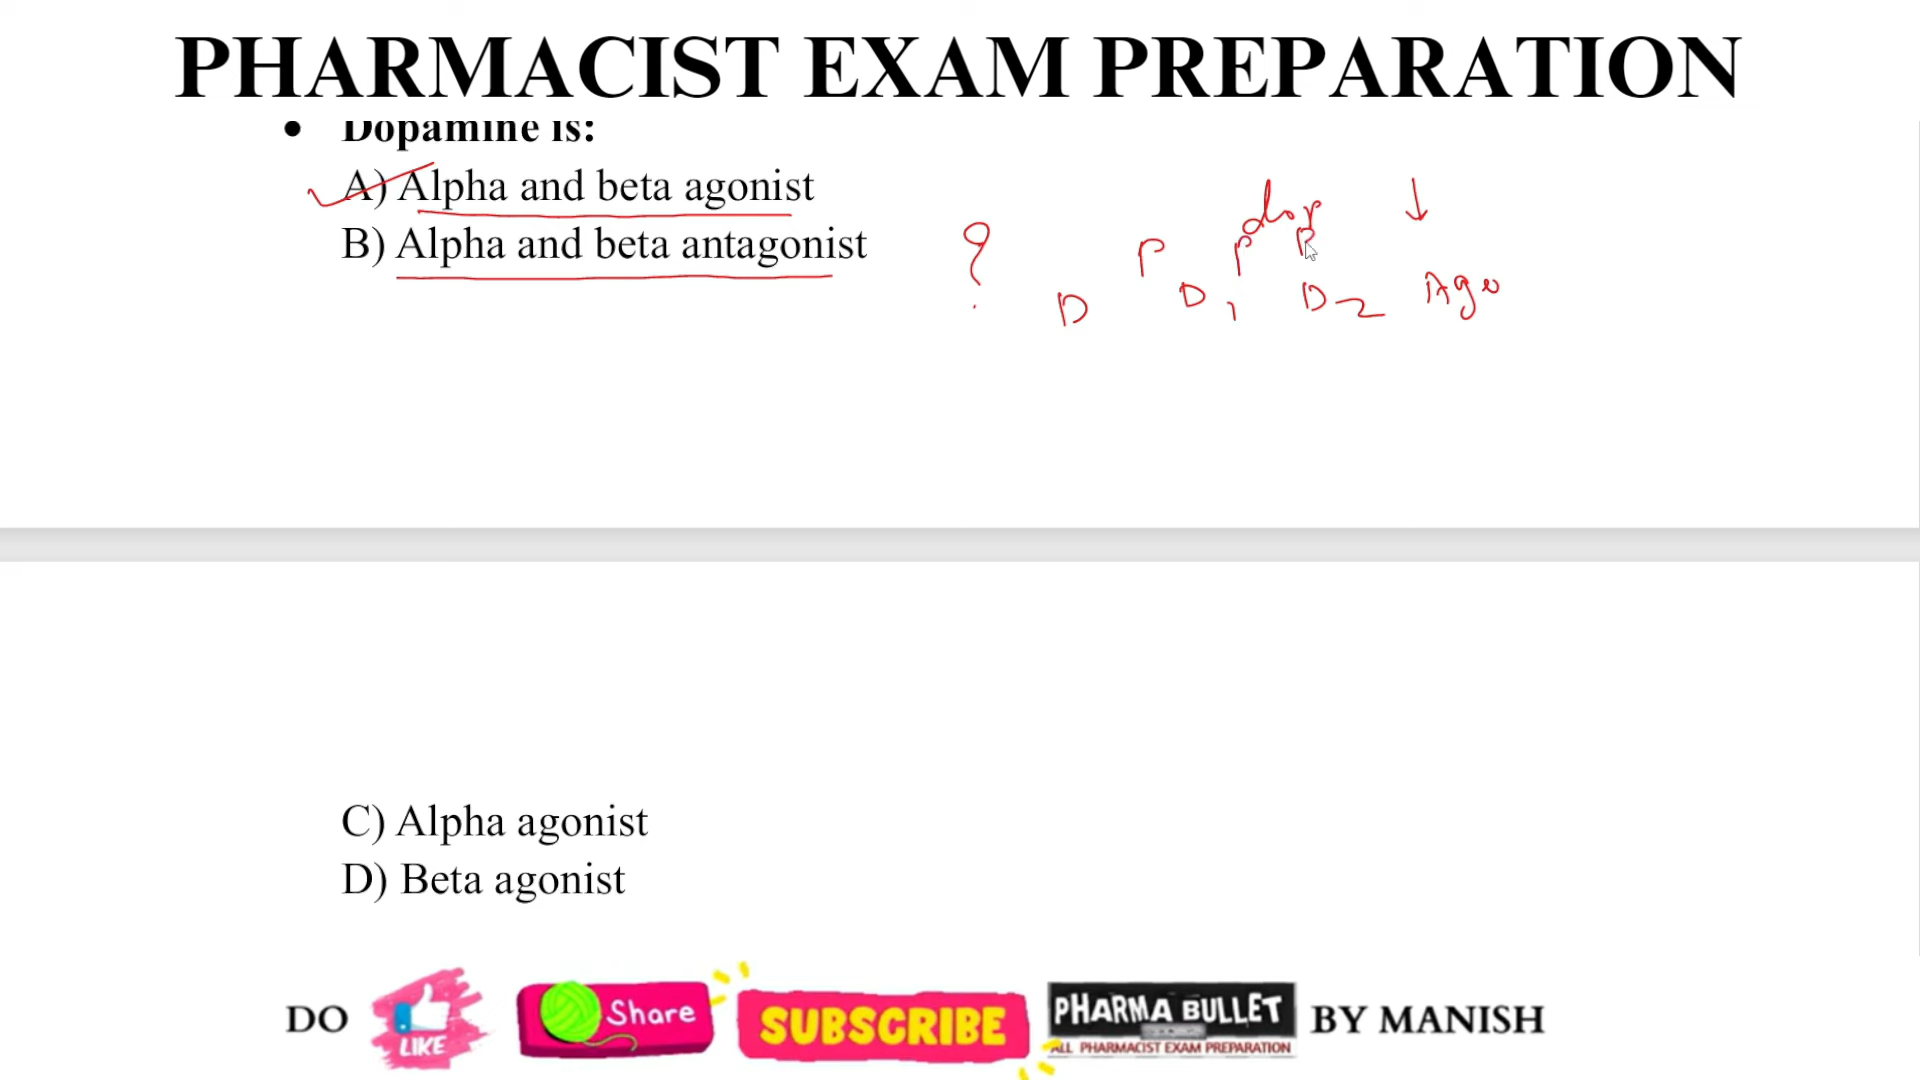 PHARMACIST EXAM PREPARATION
• Dopamine is:
A) Alpha and beta agonist
B) Alpha and beta antagonist
?
dop
P P R
D D1 D2 Ago
C) Alpha agonist
D) Beta agonist
DO LIKE Share SUBSCRIBE PHARMA BULLET BY MANISH
ALL PHARMACIST EXAM PREPARATION